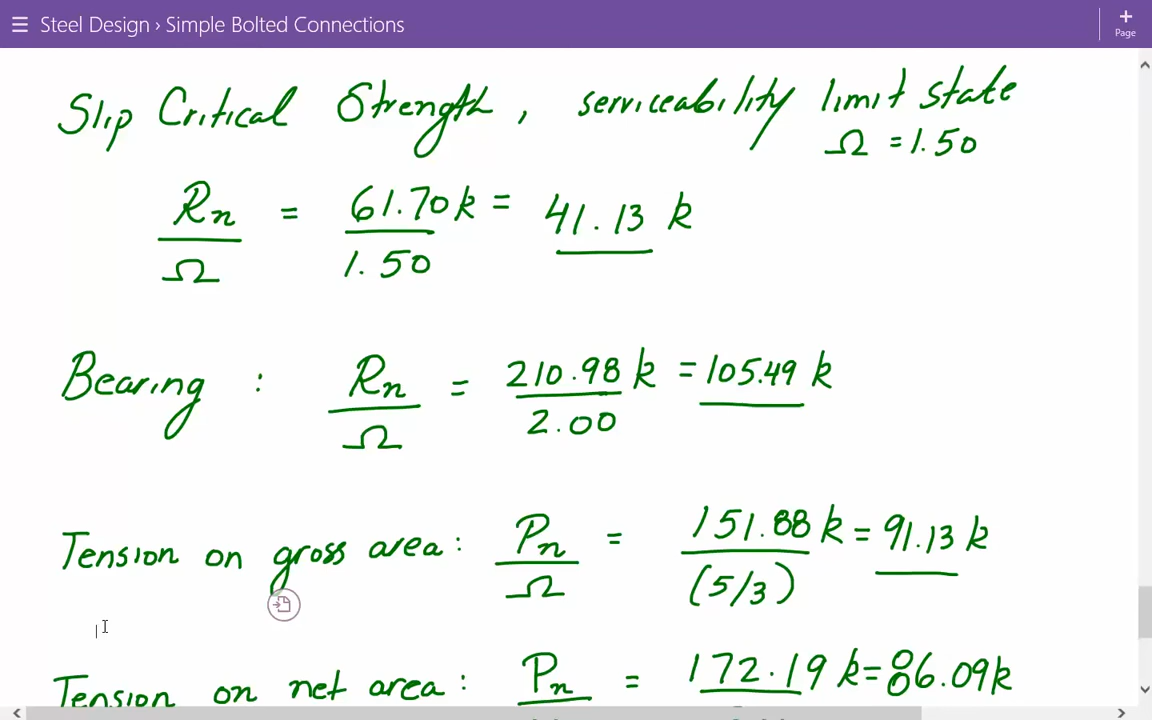 Steel Design › Simple Bolted Connections
Page
Slip Critical Strength, serviceability limit state
Ω = 1.50
Rn/Ω = 61.70 k/1.50 = 41.13 k
Bearing : Rn/Ω = 210.98 k/2.00 = 105.49 k
Tension on gross area : Pn/Ω = 151.88 k/(5/3) = 91.13 k
Tension on net area : Pn = 172.19 k = 86.09 k